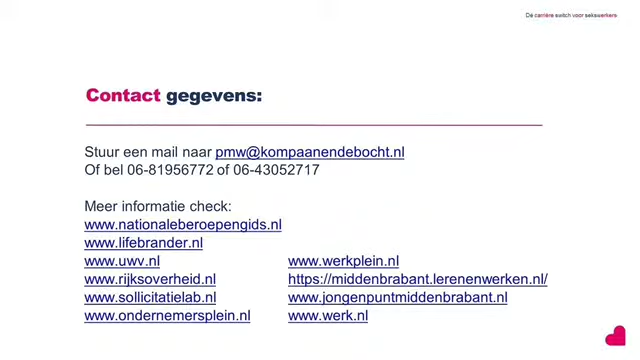 Dé carrière switch voor sekswerkers
Contact gegevens:
Stuur een mail naar pmw@kompaanendebocht.nl
Of bel 06-81956772 of 06-43052717
Meer informatie check:
www.nationaleberoepengids.nl
www.lifebrander.nl
www.uwv.nl www.werkplein.nl
www.rijksoverheid.nl https://middenbrabant.lerenenwerken.nl/
www.sollicitatielab.nl www.jongenpuntmiddenbrabant.nl
www.ondernemersplein.nl www.werk.nl